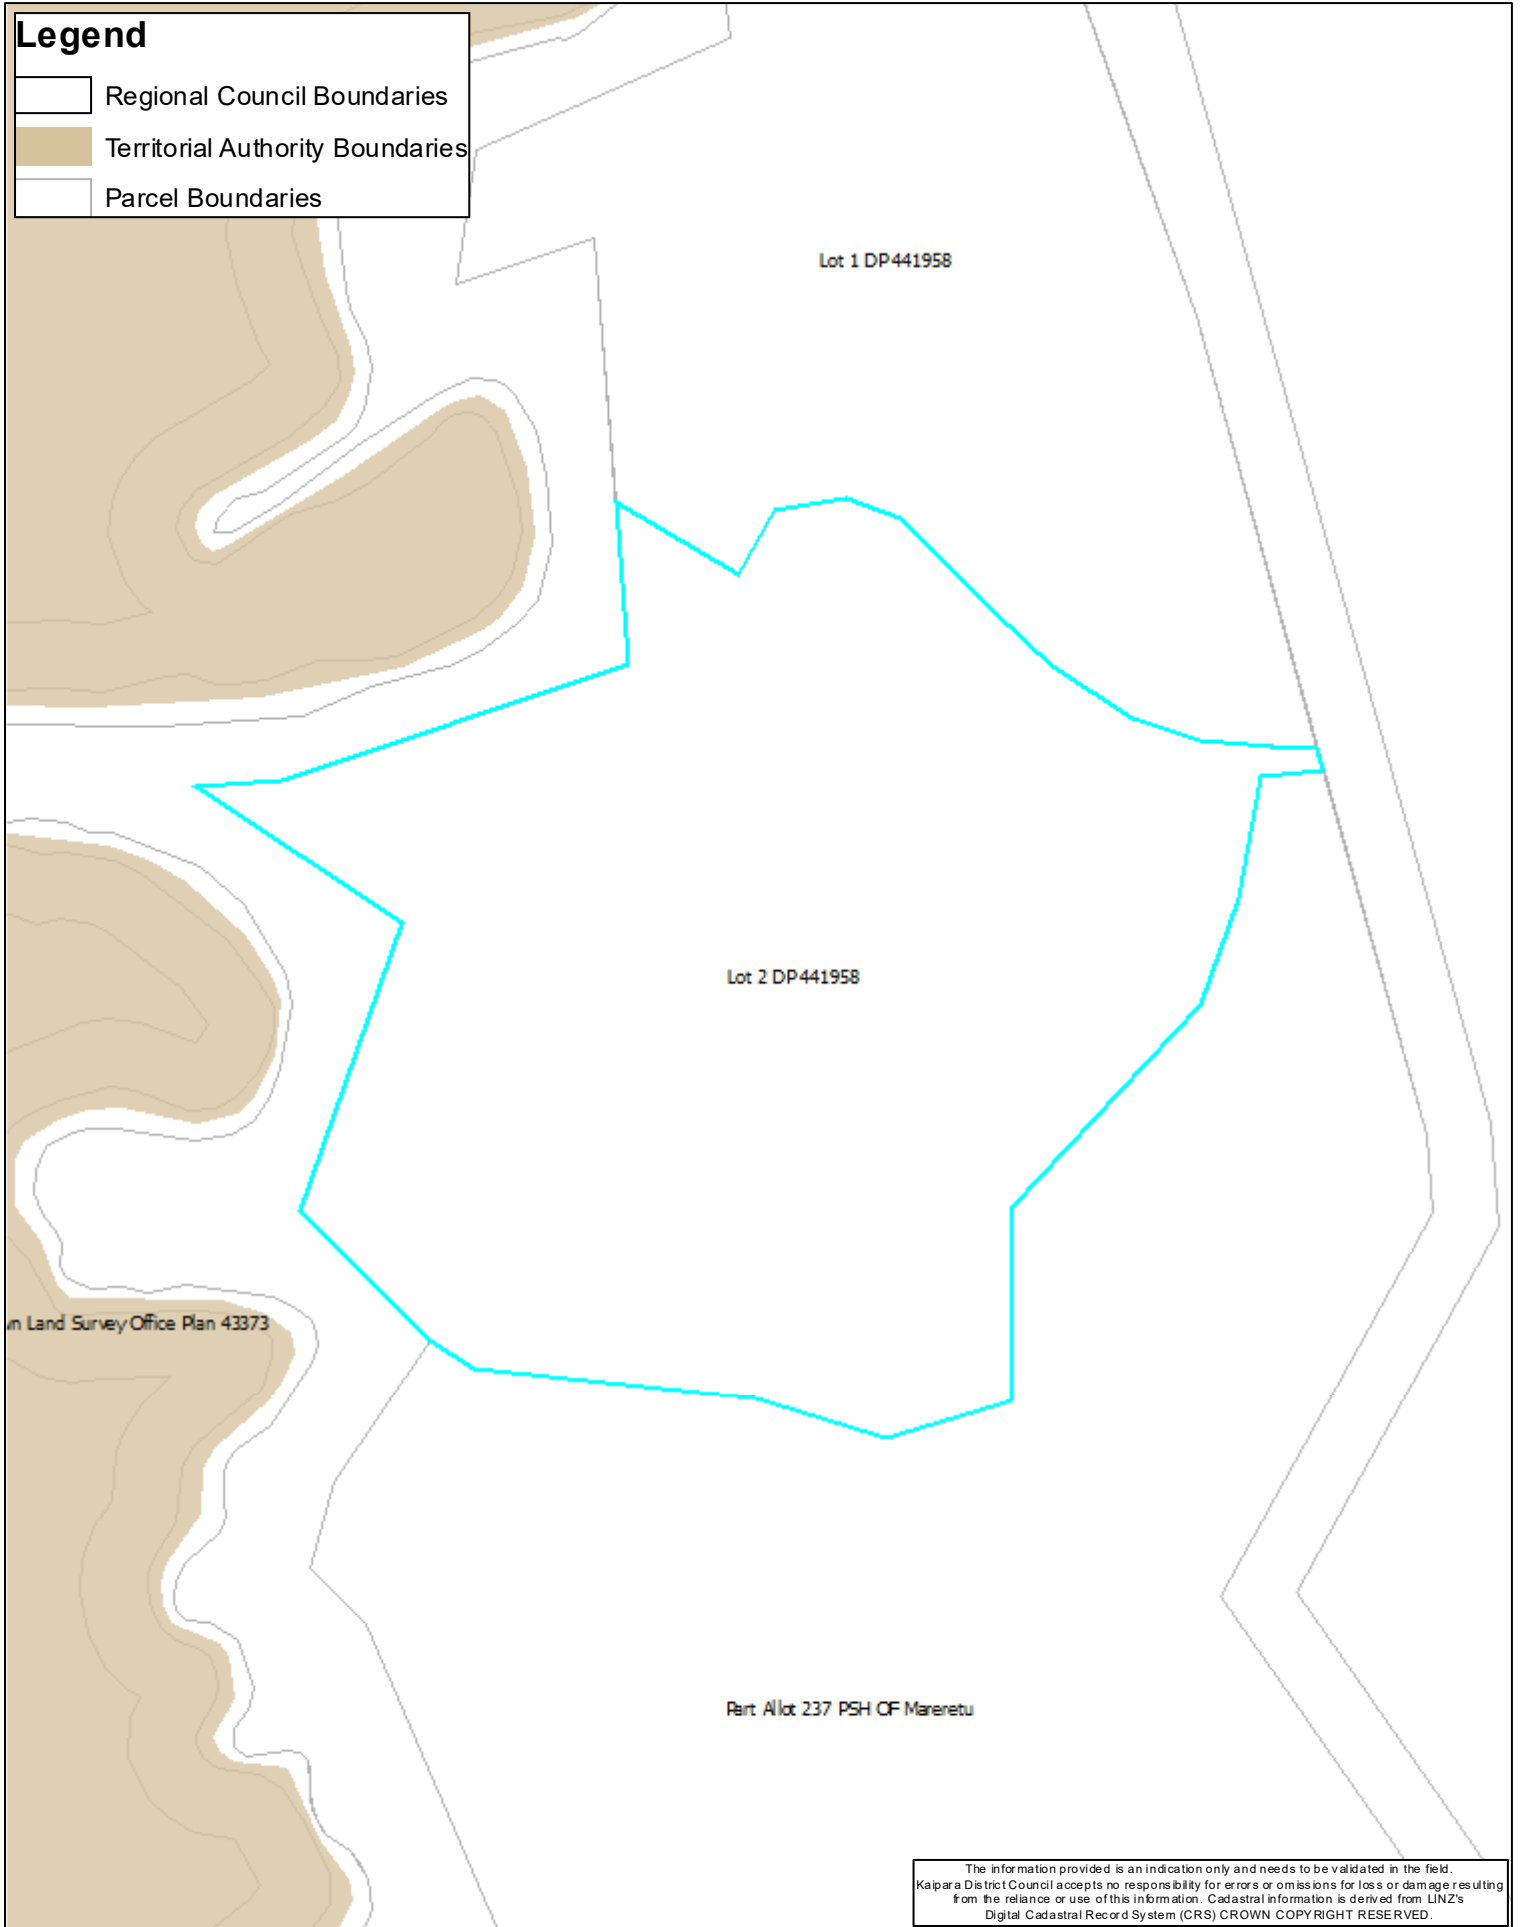 Legend
Regional Council Boundaries
Territorial Authority Boundaries
Parcel Boundaries
Lot 1 DP 441958
Lot 2 DP 441958
Land Survey Office Plan 43373
Part Allot 237 PSH OF Mareretu
The information provided is an indication only and needs to be validated in the field.
Kaipara District Council accepts no responsibility for errors or omissions for loss or damage resulting
from the reliance or use of this information. Cadastral information is derived from LINZ's
Digital Cadastral Record System (CRS) CROWN COPYRIGHT RESERVED.